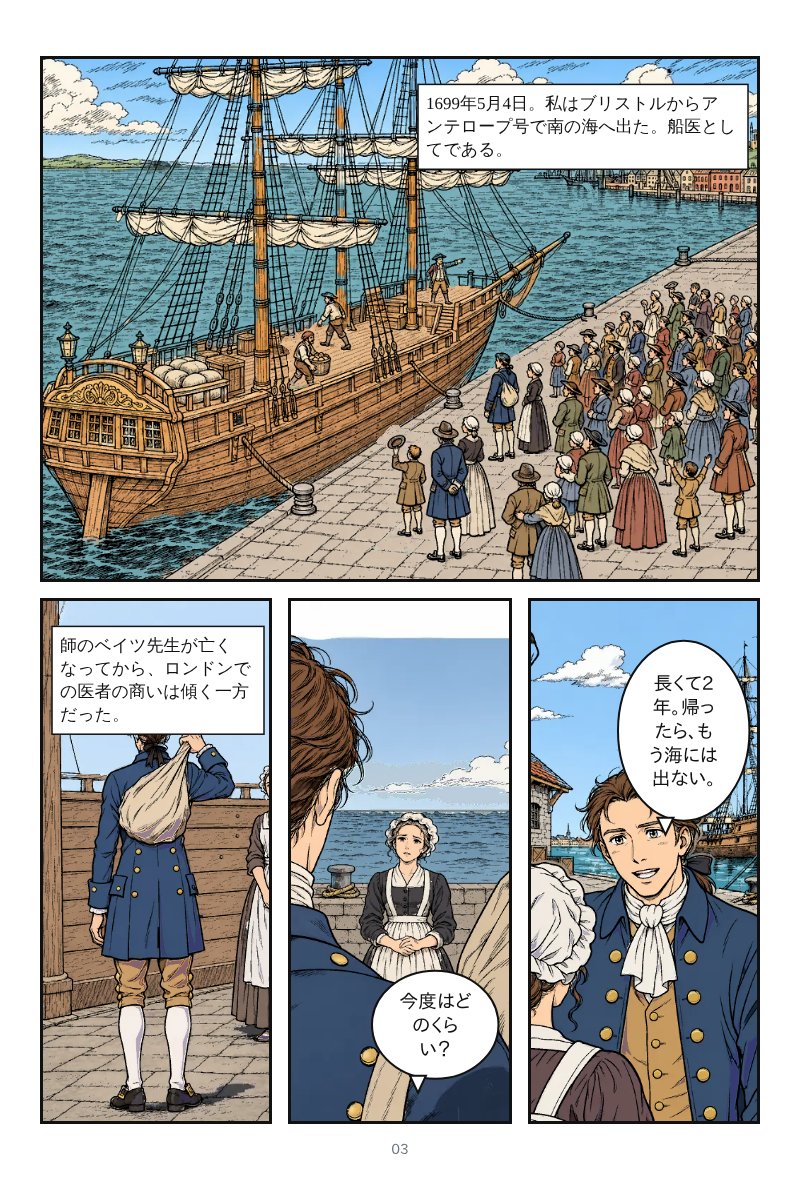 1699年5月4日。私はブリストルからア
ンテロープ号で南の海へ出た。船医とし
てである。
師のベイツ先生が亡く
なってから、ロンドンで
の医者の商いは傾く一方
だった。
今度はど
のくら
い？
長くて2
年。帰っ
たら、も
う海には
出ない。
03